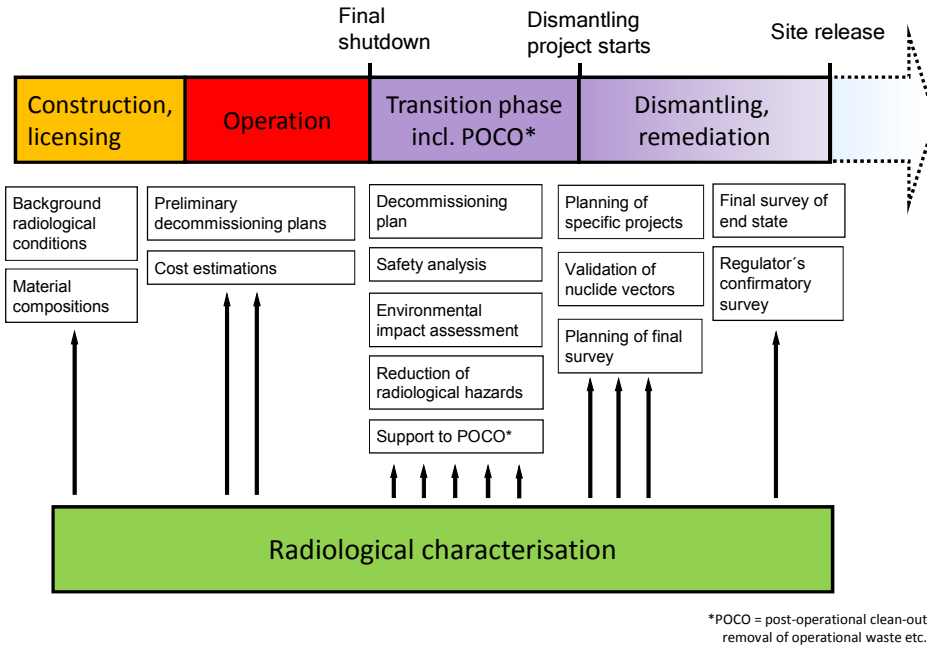 Final
shutdown
Dismantling
project starts
Site release
Construction,
licensing
Operation
Transition phase
incl. POCO*
Dismantling,
remediation
Background
radiological
conditions
Material
compositions
Preliminary
decommissioning plans
Cost estimations
Decommissioning
plan
Safety analysis
Environmental
impact assessment
Reduction of
radiological hazards
Support to POCO*
Planning of
specific projects
Validation of
nuclide vectors
Planning of final
survey
Final survey of
end state
Regulator´s
confirmatory
survey
Radiological characterisation
*POCO = post-operational clean-out
removal of operational waste etc.